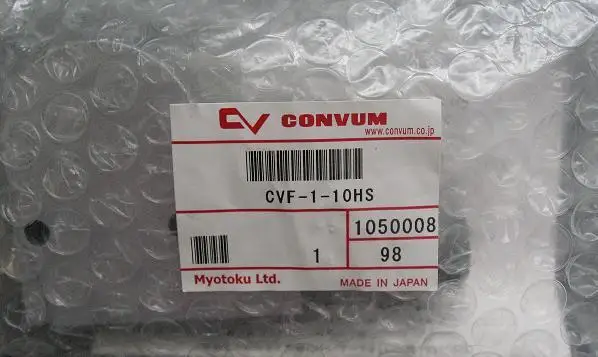 CV CONVUM
www.convum.co.jp
CVF-1-10HS
1050008
1
98
Myotoku Ltd.
MADE IN JAPAN